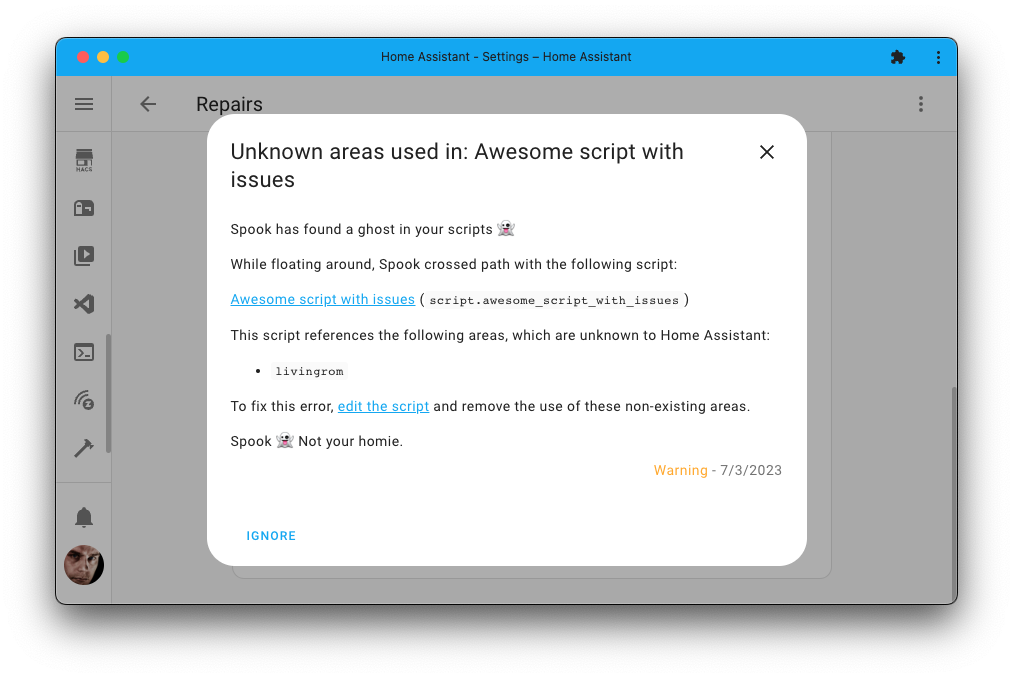 Home Assistant - Settings – Home Assistant
Repairs
HACS
Unknown areas used in: Awesome script with
issues
Spook has found a ghost in your scripts 👻
While floating around, Spook crossed path with the following script:
Awesome script with issues ( script.awesome_script_with_issues )
This script references the following areas, which are unknown to Home Assistant:
• livingrom
To fix this error, edit the script and remove the use of these non-existing areas.
Spook 👻 Not your homie.
Warning - 7/3/2023
IGNORE